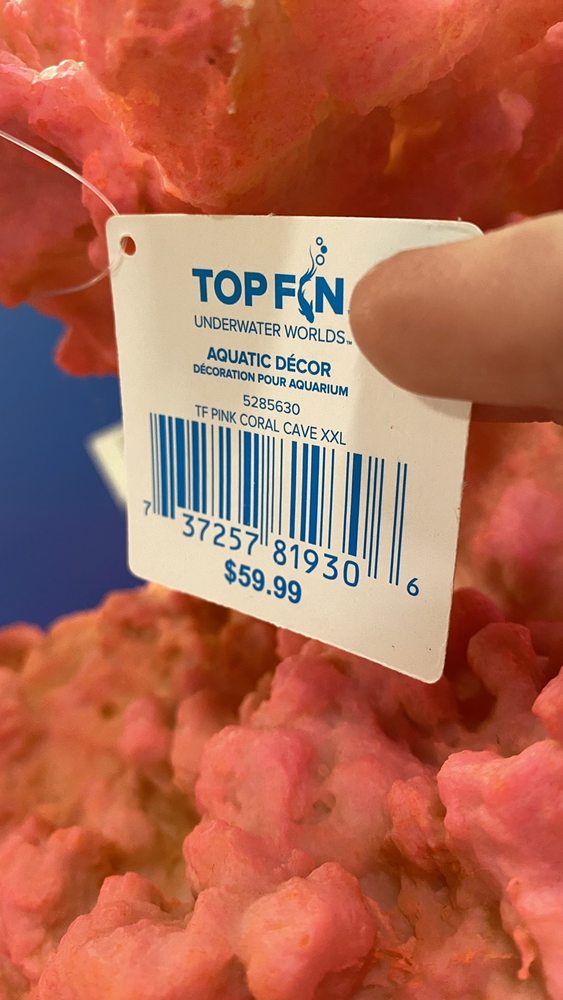 TOP FIN
UNDERWATER WORLDS™
AQUATIC DÉCOR
DÉCORATION POUR AQUARIUM
5285630
TF PINK CORAL CAVE XXL
7 37257 81930 6
$59.99